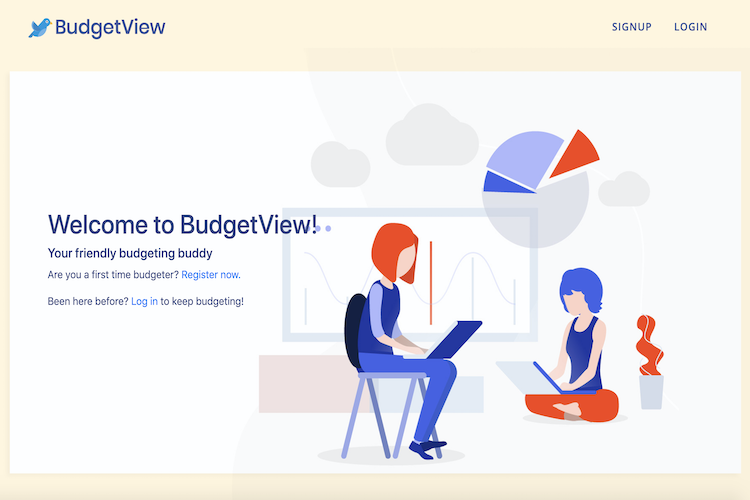 BudgetView
SIGNUP LOGIN
Welcome to BudgetView!
Your friendly budgeting buddy
Are you a first time budgeter? Register now.
Been here before? Log in to keep budgeting!